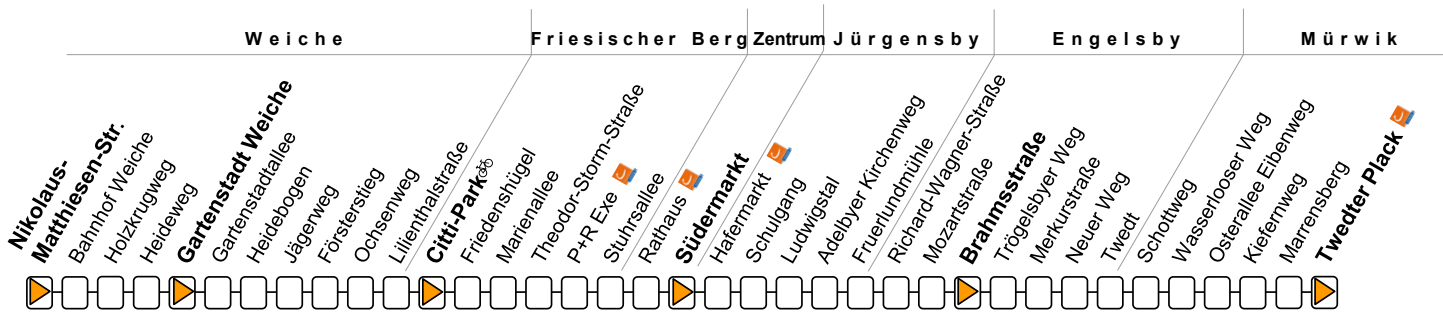 Weiche
Friesischer Berg
Zentrum
Jürgensby
Engelsby
Mürwik
Nikolaus-
Matthiesen-Str.
Bahnhof Weiche
Holzkrugweg
Heideweg
Gartenstadt Weiche
Gartenstadtallee
Heidebogen
Jägerweg
Försterstieg
Ochsenweg
Lilienthalstraße
Citti-Park
Friedenshügel
Marienallee
Theodor-Storm-Straße
P+R Exe
Stuhrsallee
Rathaus
Südermarkt
Hafermarkt
Schulgang
Ludwigstal
Adelbyer Kirchenweg
Fruerlundmühle
Richard-Wagner-Straße
Mozartstraße
Brahmsstraße
Trögelsbyer Weg
Merkurstraße
Neuer Weg
Twedt
Schottweg
Wasserlooser Weg
Osterallee Eibenweg
Kiefernweg
Marrensberg
Twedter Plack